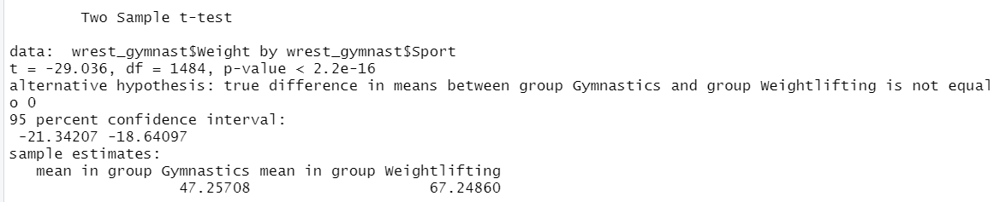 Two Sample t-test
data:  wrest_gymnast$Weight by wrest_gymnast$Sport
t = -29.036, df = 1484, p-value < 2.2e-16
alternative hypothesis: true difference in means between group Gymnastics and group Weightlifting is not equal
o 0
95 percent confidence interval:
-21.34207 -18.64097
sample estimates:
mean in group Gymnastics mean in group Weightlifting
47.25708 67.24860